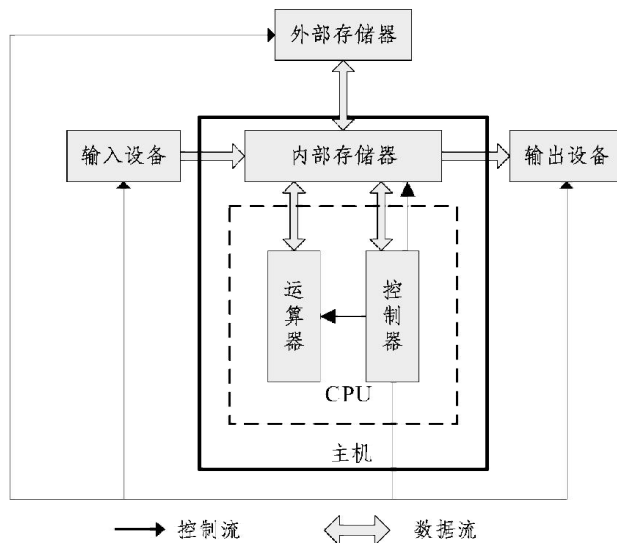 外部存储器
输入设备
内部存储器
输出设备
运算器
控制器
CPU
主机
控制流
数据流